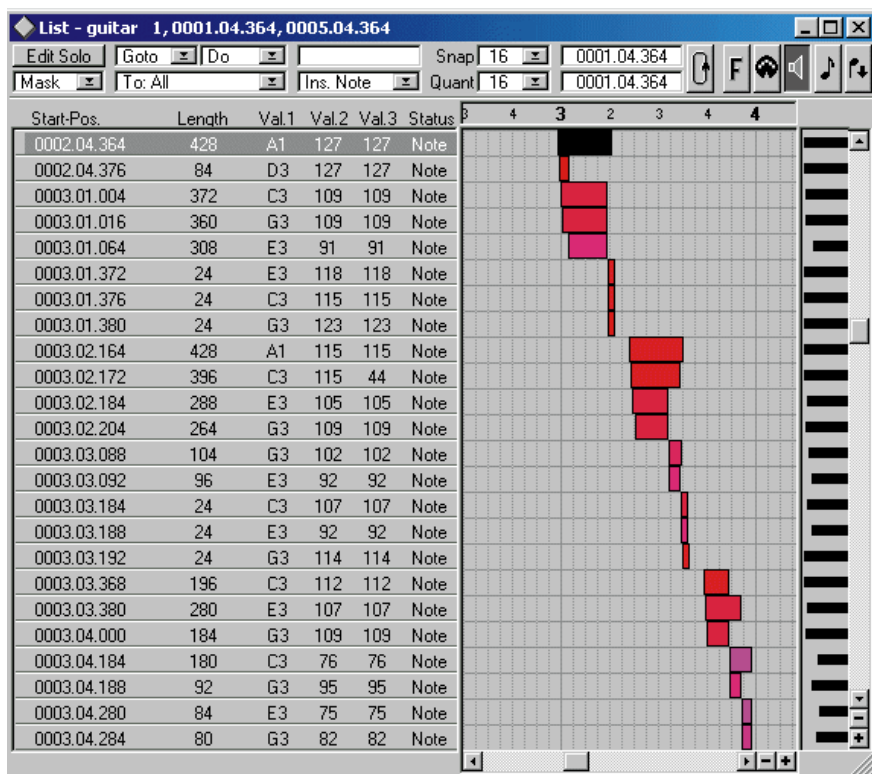 List - guitar 1,0001.04.364,0005.04.364
Edit Solo Goto Do Snap 16 0001.04.364 F
Mask To: All Ins. Note Quant 16 0001.04.364
Start-Pos. Length Val.1 Val.2 Val.3 Status 3 4 3 2 3 4 4
0002.04.364 428 A1 127 127 Note
0002.04.376 84 D3 127 127 Note
0003.01.004 372 C3 109 109 Note
0003.01.016 360 G3 109 109 Note
0003.01.064 308 E3 91 91 Note
0003.01.372 24 E3 118 118 Note
0003.01.376 24 C3 115 115 Note
0003.01.380 24 G3 123 123 Note
0003.02.164 428 A1 115 115 Note
0003.02.172 396 C3 115 44 Note
0003.02.184 288 E3 105 105 Note
0003.02.204 264 G3 109 109 Note
0003.03.088 104 G3 102 102 Note
0003.03.092 96 E3 92 92 Note
0003.03.184 24 C3 107 107 Note
0003.03.188 24 E3 92 92 Note
0003.03.192 24 G3 114 114 Note
0003.03.368 196 C3 112 112 Note
0003.03.380 280 E3 107 107 Note
0003.04.000 184 G3 109 109 Note
0003.04.184 180 C3 76 76 Note
0003.04.188 92 G3 95 95 Note
0003.04.280 84 E3 75 75 Note
0003.04.284 80 G3 82 82 Note